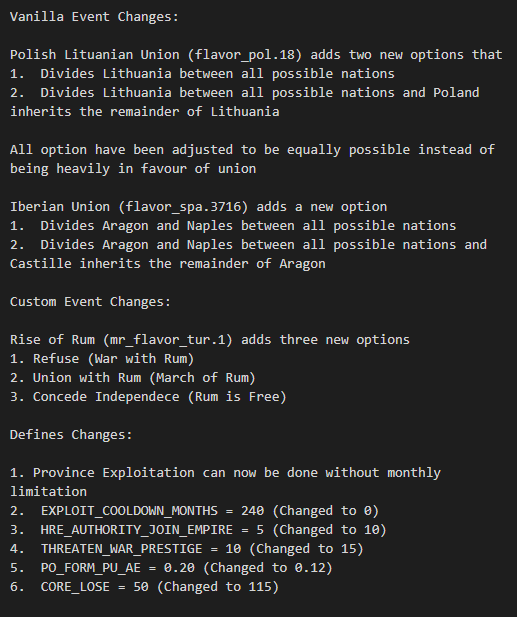 Vanilla Event Changes:
Polish Lituanian Union (flavor_pol.18) adds two new options that
1.  Divides Lithuania between all possible nations
2.  Divides Lithuania between all possible nations and Poland
inherits the remainder of Lithuania
All option have been adjusted to be equally possible instead of
being heavily in favour of union
Iberian Union (flavor_spa.3716) adds a new option
1.  Divides Aragon and Naples between all possible nations
2.  Divides Aragon and Naples between all possible nations and
Castille inherits the remainder of Aragon
Custom Event Changes:
Rise of Rum (mr_flavor_tur.1) adds three new options
1. Refuse (War with Rum)
2. Union with Rum (March of Rum)
3. Concede Independece (Rum is Free)
Defines Changes:
1. Province Exploitation can now be done without monthly
limitation
2.  EXPLOIT_COOLDOWN_MONTHS = 240 (Changed to 0)
3.  HRE_AUTHORITY_JOIN_EMPIRE = 5 (Changed to 10)
4.  THREATEN_WAR_PRESTIGE = 10 (Changed to 15)
5.  PO_FORM_PU_AE = 0.20 (Changed to 0.12)
6.  CORE_LOSE = 50 (Changed to 115)